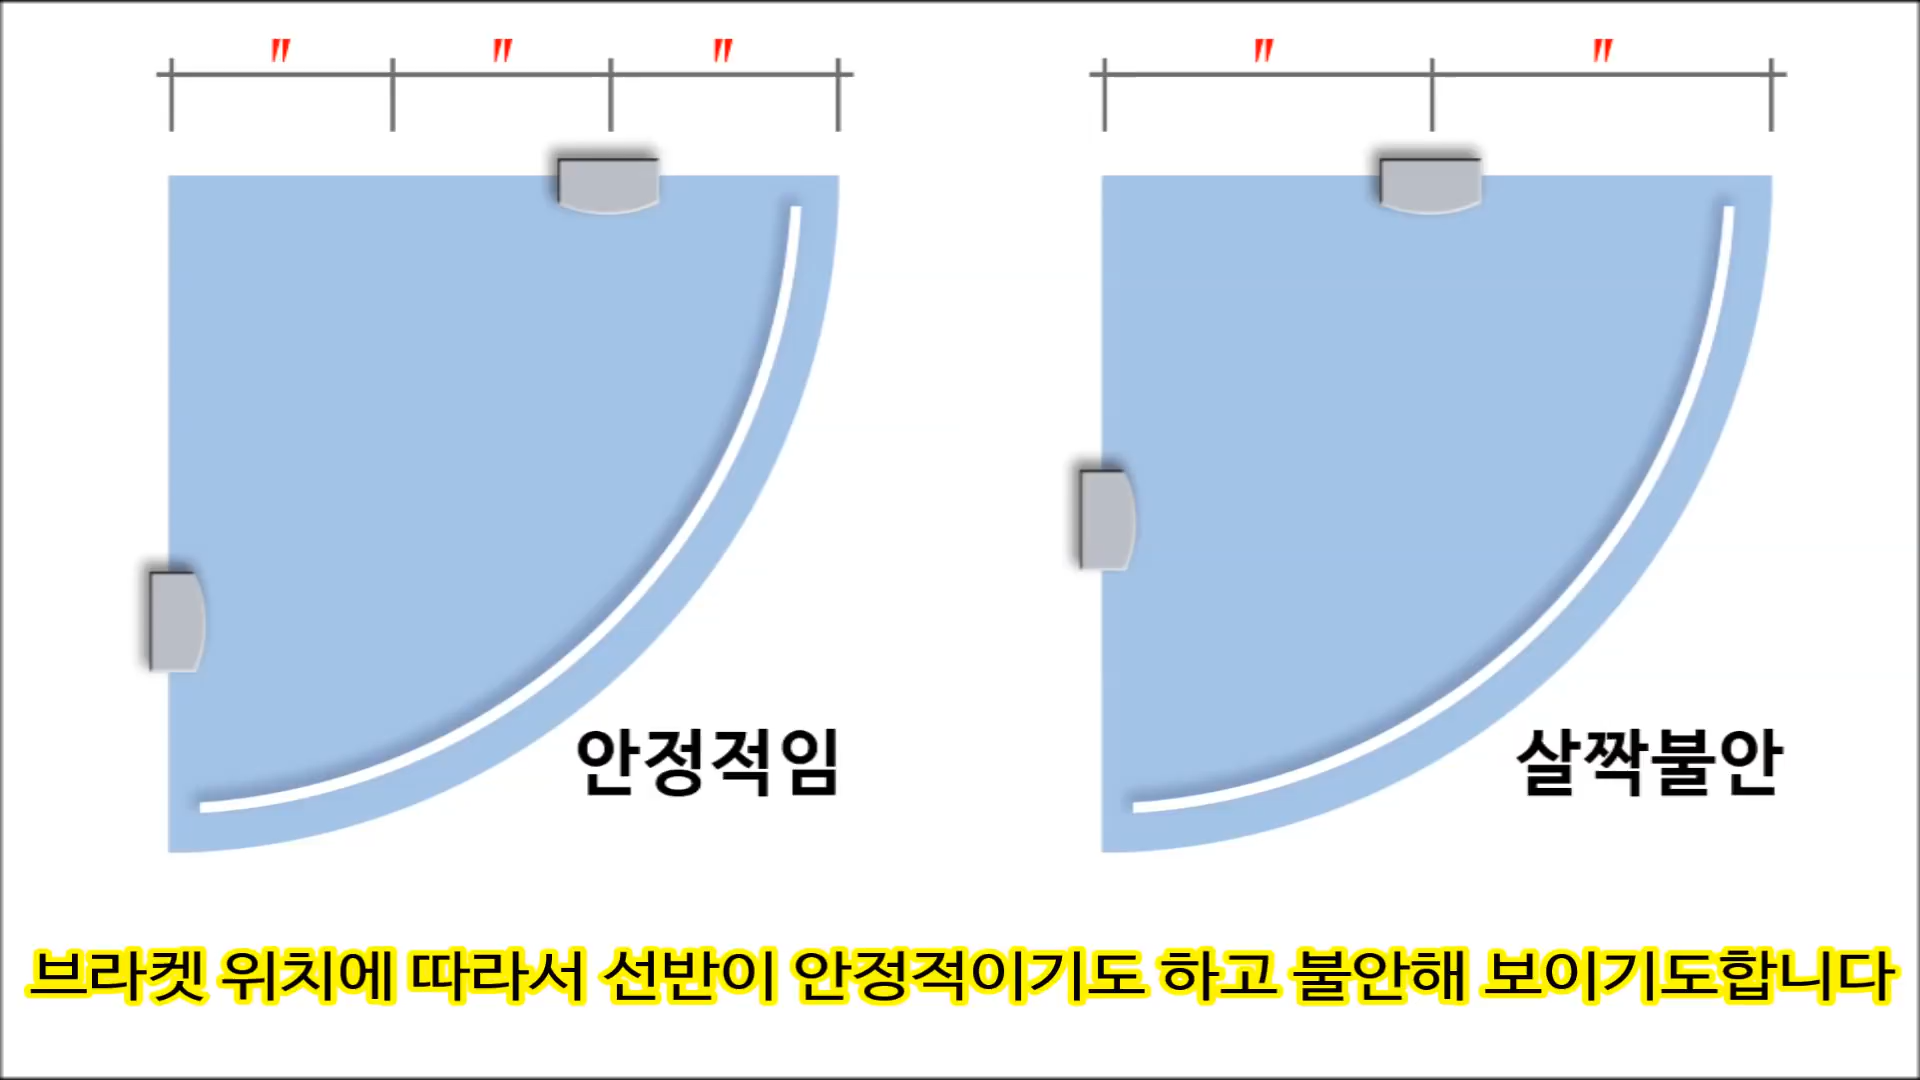 〃 〃 〃 〃 〃
안정적임
살짝불안
브라켓 위치에 따라서 선반이 안정적이기도 하고 불안해 보이기도합니다